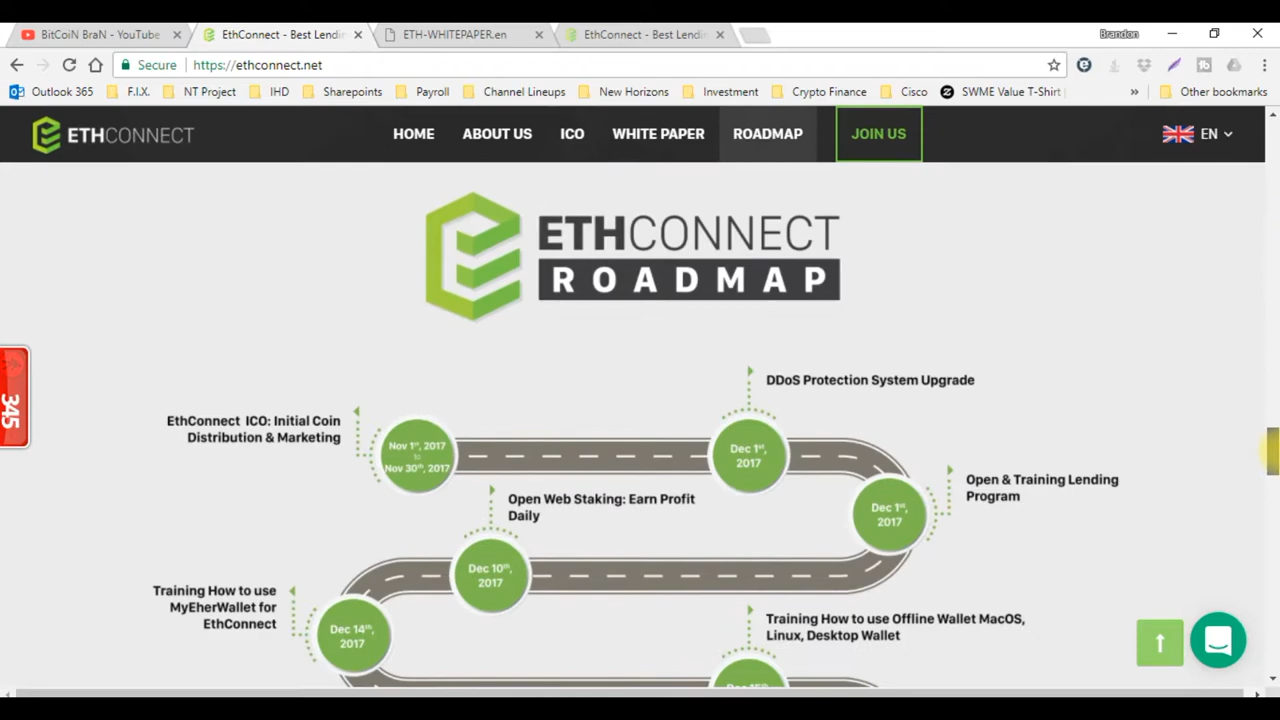 BitCoiN BraN - YouTube
EthConnect - Best Lendi
ETH-WHITEPAPER.en
EthConnect - Best Lendi
Brandon
Secure
https://ethconnect.net
Outlook 365
F.I.X.
NT Project
IHD
Sharepoints
Payroll
Channel Lineups
New Horizons
Investment
Crypto Finance
Cisco
SWME Value T-Shirt
»
Other bookmarks
ETHCONNECT
HOME
ABOUT US
ICO
WHITE PAPER
ROADMAP
JOIN US
EN
ETHCONNECT
ROADMAP
DDoS Protection System Upgrade
EthConnect ICO: Initial Coin
Distribution & Marketing
Nov 1st, 2017
to
Nov 30th, 2017
Dec 1st,
2017
Open & Training Lending
Program
Dec 1st,
2017
Open Web Staking: Earn Profit
Daily
Dec 10th,
2017
Training How to use
MyEherWallet for
EthConnect
Dec 14th,
2017
Training How to use Offline Wallet MacOS,
Linux, Desktop Wallet
Dec 15th
345